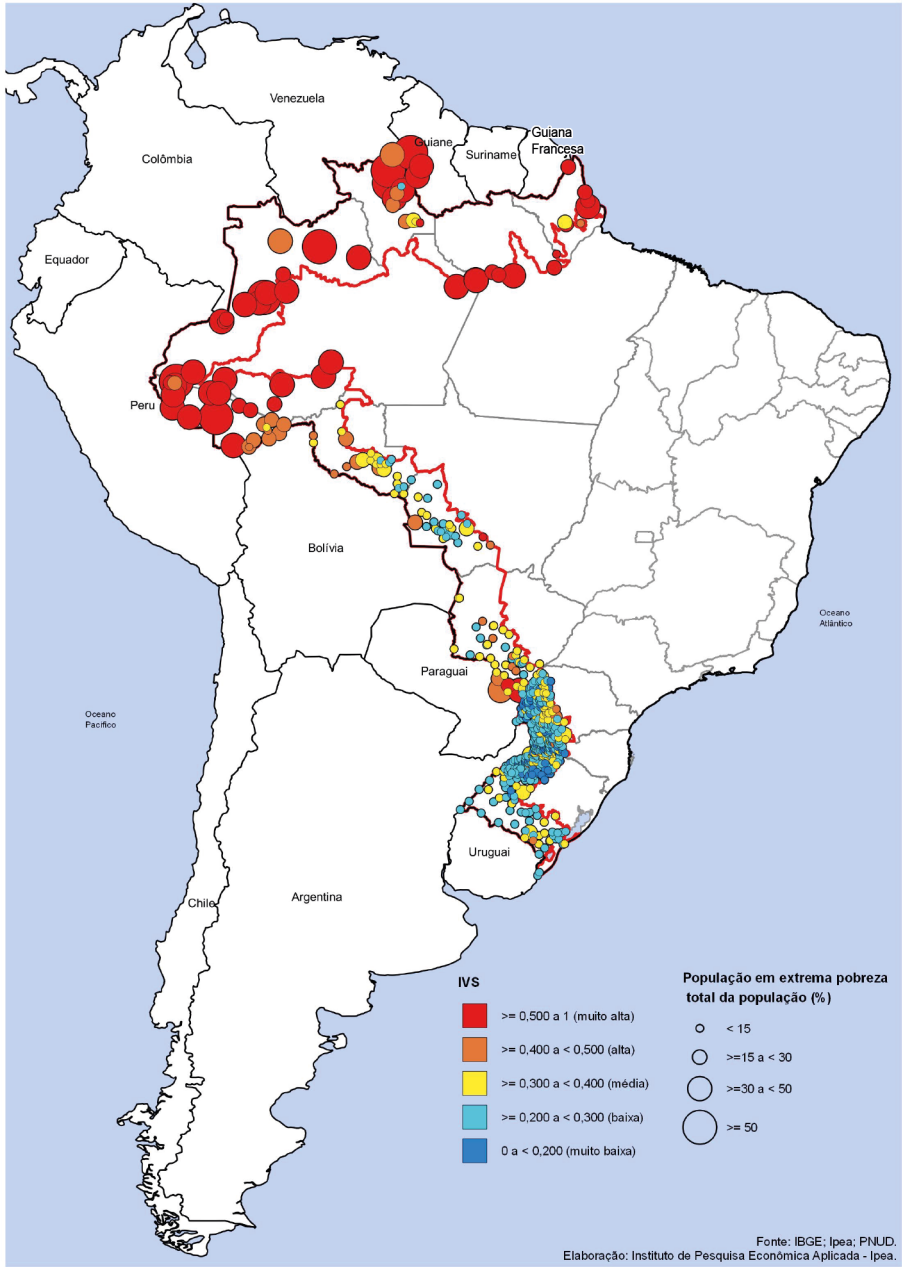 Venezuela
Guiane
Suriname
Guiana
Francesa
Colômbia
Equador
Peru
Bolívia
Oceano
Atlântico
Paraguai
Oceano
Pacífico
Uruguai
Chile
Argentina
IVS
>= 0,500 a 1 (muito alta)
>= 0,400 a < 0,500 (alta)
>= 0,300 a < 0,400 (média)
>= 0,200 a < 0,300 (baixa)
0 a < 0,200 (muito baixa)
População em extrema pobreza
total da população (%)
< 15
>=15 a < 30
>=30 a < 50
>= 50
Fonte: IBGE; Ipea; PNUD.
Elaboração: Instituto de Pesquisa Econômica Aplicada - Ipea.